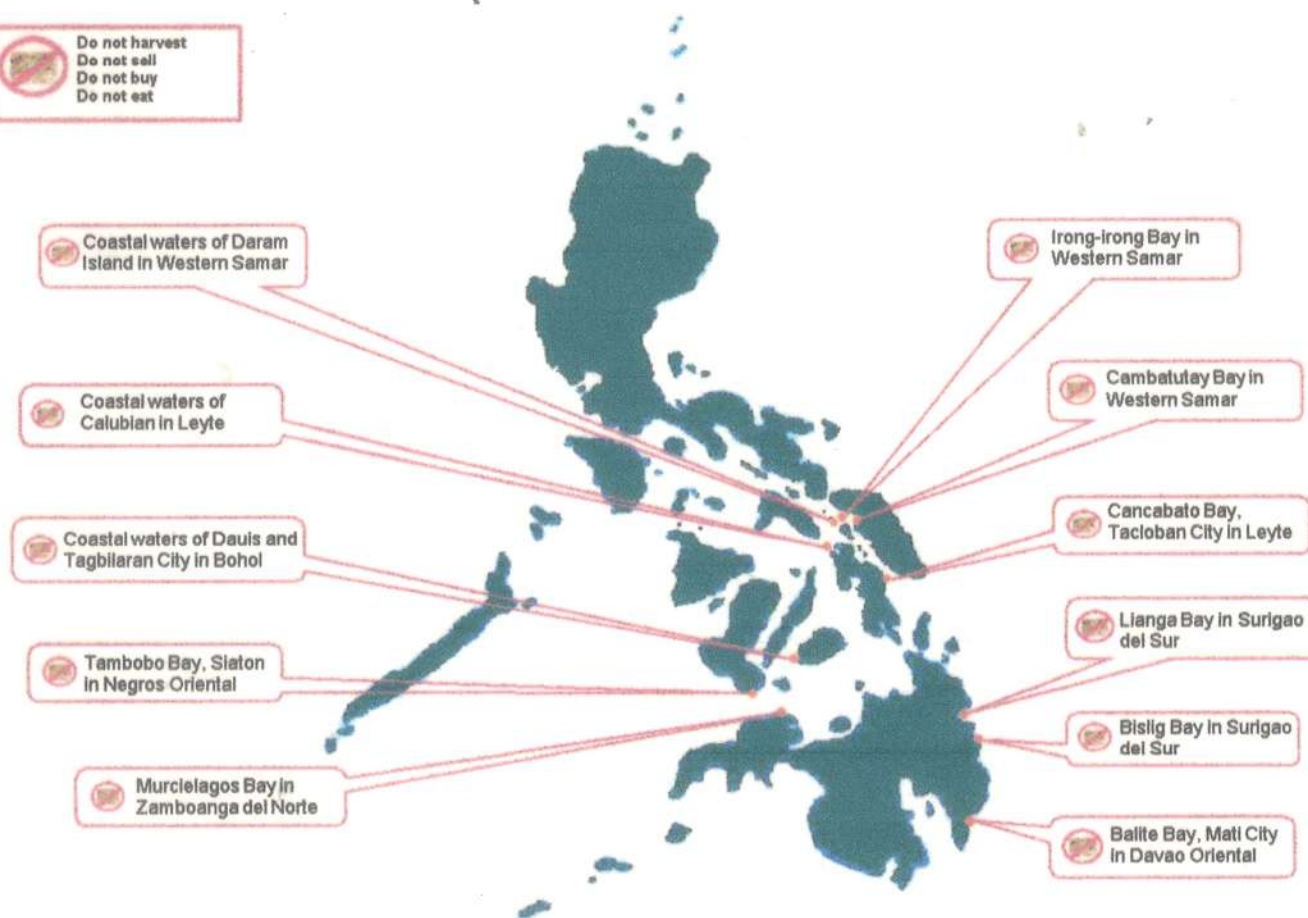 Do not harvest
Do not sell
Do not buy
Do not eat
Coastal waters of Daram
Island in Western Samar
Irong-irong Bay in
Western Samar
Coastal waters of
Calubian in Leyte
Cambatutay Bay in
Western Samar
Coastal waters of Dauis and
Tagbilaran City in Bohol
Cancabato Bay,
Tacloban City in Leyte
Tambobo Bay, Siaton
in Negros Oriental
Lianga Bay in Surigao
del Sur
Murcielagos Bay in
Zamboanga del Norte
Bislig Bay in Surigao
del Sur
Balite Bay, Mati City
in Davao Oriental